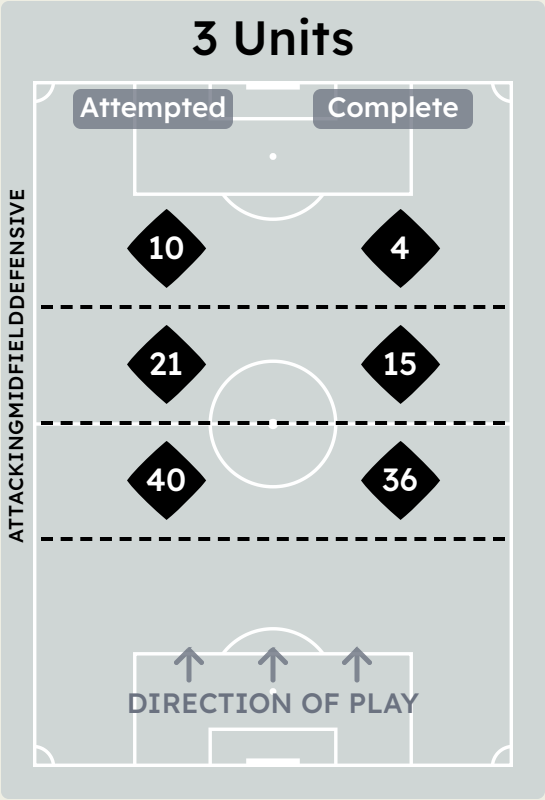 3 Units
Attempted Complete
10 4
21 15
40 36
ATTACKINGMIDFIELDDEFENSIVE
DIRECTION OF PLAY